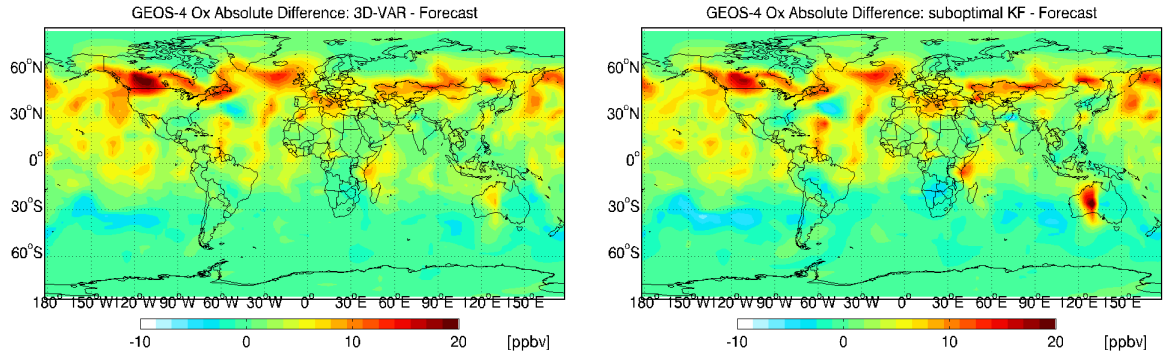 GEOS-4 Ox Absolute Difference: 3D-VAR - Forecast
60°N
30°N
0°
30°S
60°S
180°W 150°W 120°W 90°W 60°W 30°W 0° 30°E 60°E 90°E 120°E 150°E
-10 0 10 20 [ppbv]
GEOS-4 Ox Absolute Difference: suboptimal KF - Forecast
60°N
30°N
0°
30°S
60°S
180°W 150°W 120°W 90°W 60°W 30°W 0° 30°E 60°E 90°E 120°E 150°E
-10 0 10 20 [ppbv]